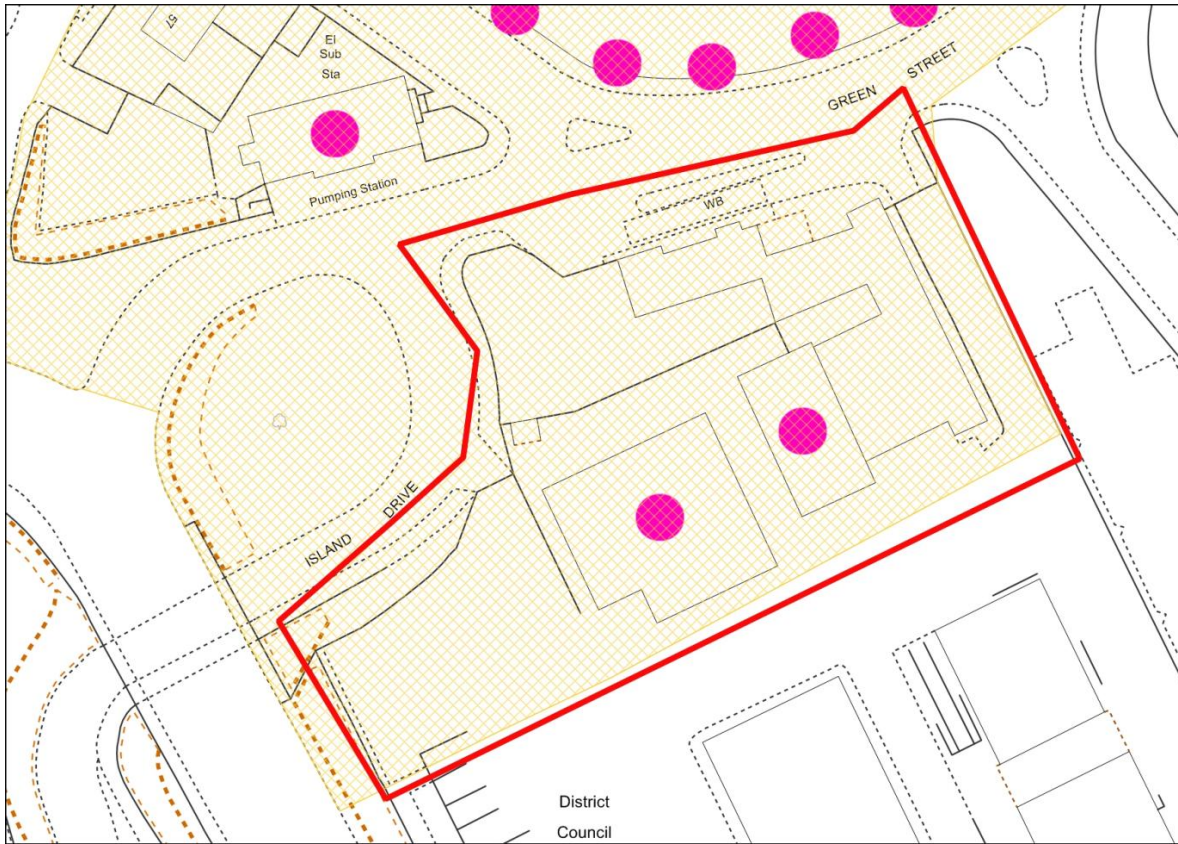 57
El
Sub
Sta
GREEN STREET
Pumping Station
WB
ISLAND DRIVE
District
Council